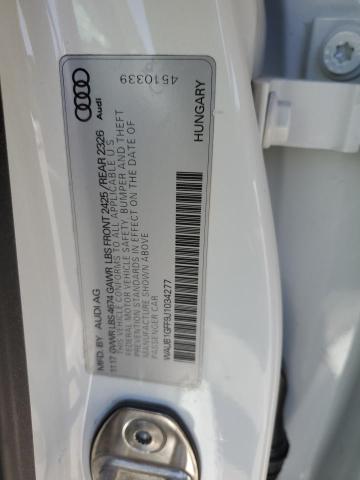 Audi
4510339
MFD. BY: AUDI AG
11.17 GVWR LBS 4674 GAWR LBS FRONT 2425 /REAR 2326
THIS VEHICLE CONFORMS TO ALL APPLICABLE U.S.
FEDERAL MOTOR VEHICLE SAFETY, BUMPER AND THEFT
PREVENTION STANDARDS IN EFFECT ON THE DATE OF
MANUFACTURE SHOWN ABOVE
PASSENGER CAR
WAUB1GFF5J1034277
HUNGARY